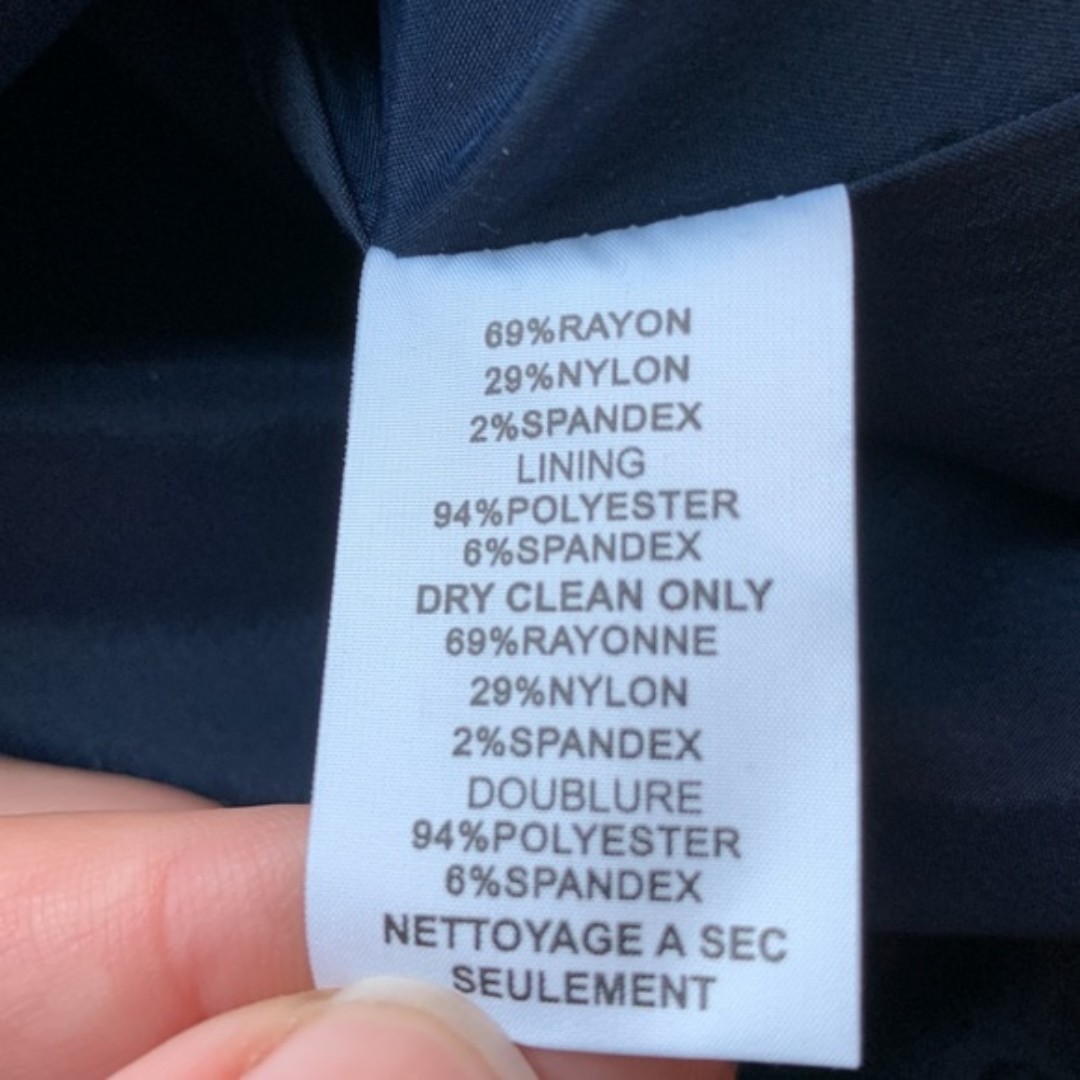 69%RAYON
29%NYLON
2%SPANDEX
LINING
94%POLYESTER
6%SPANDEX
DRY CLEAN ONLY
69%RAYONNE
29%NYLON
2%SPANDEX
DOUBLURE
94%POLYESTER
6%SPANDEX
NETTOYAGE A SEC
SEULEMENT